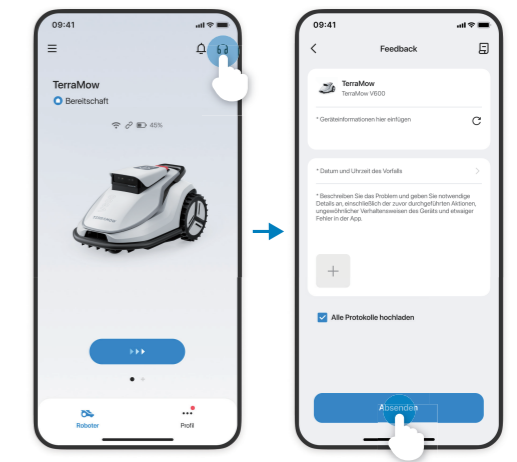 09:41
TerraMow
Bereitschaft
45%
Roboter
Profil
09:41
Feedback
TerraMow
TerraMow V600
* Geräteinformationen hier einfügen
* Datum und Uhrzeit des Vorfalls
* Beschreiben Sie das Problem und geben Sie notwendige
Details an, einschließlich der zuvor durchgeführten Aktionen,
ungewöhnlicher Verhaltensweisen des Geräts und etwaiger
Fehler in der App.
Alle Protokolle hochladen
Absenden